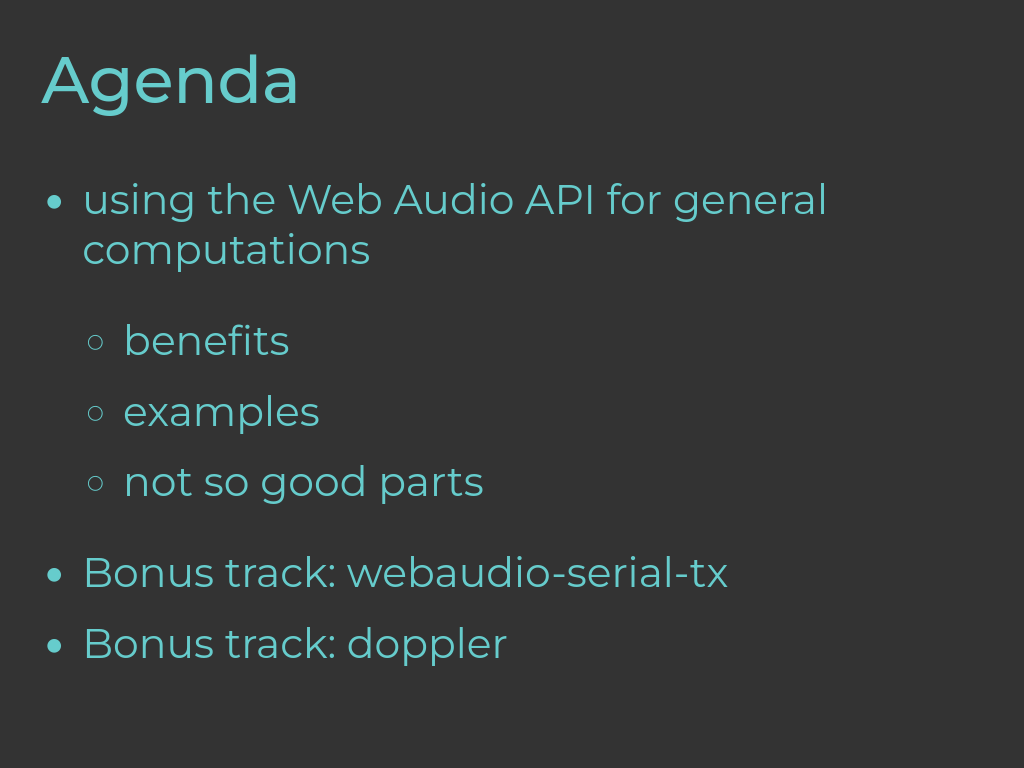 Agenda
• using the Web Audio API for general
computations
○ benefits
○ examples
○ not so good parts
• Bonus track: webaudio-serial-tx
• Bonus track: doppler